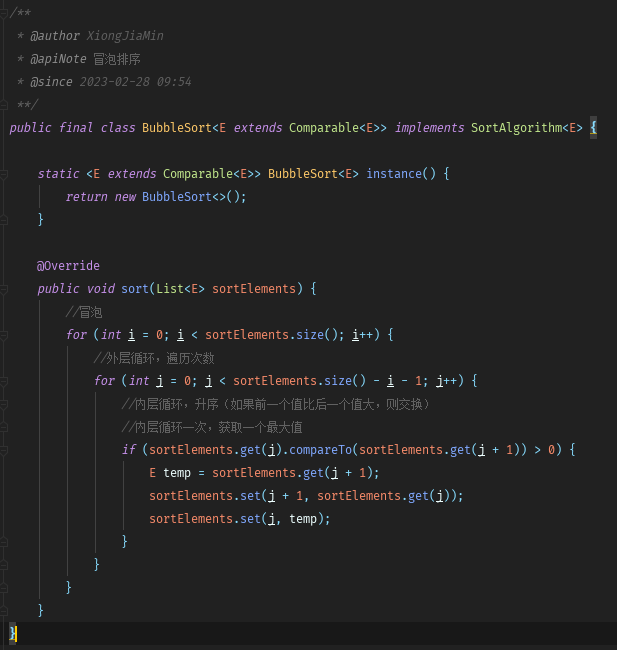 /**
 * @author XiongJiaMin
 * @apiNote 冒泡排序
 * @since 2023-02-28 09:54
 **/
public final class BubbleSort<E extends Comparable<E>> implements SortAlgorithm<E> {
static <E extends Comparable<E>> BubbleSort<E> instance() {
return new BubbleSort<>();
}
@Override
public void sort(List<E> sortElements) {
//冒泡
for (int i = 0; i < sortElements.size(); i++) {
//外层循环，遍历次数
for (int j = 0; j < sortElements.size() - i - 1; j++) {
//内层循环，升序（如果前一个值比后一个值大，则交换）
//内层循环一次，获取一个最大值
if (sortElements.get(j).compareTo(sortElements.get(j + 1)) > 0) {
E temp = sortElements.get(j + 1);
sortElements.set(j + 1, sortElements.get(j));
sortElements.set(j, temp);
}
}
}
}
}